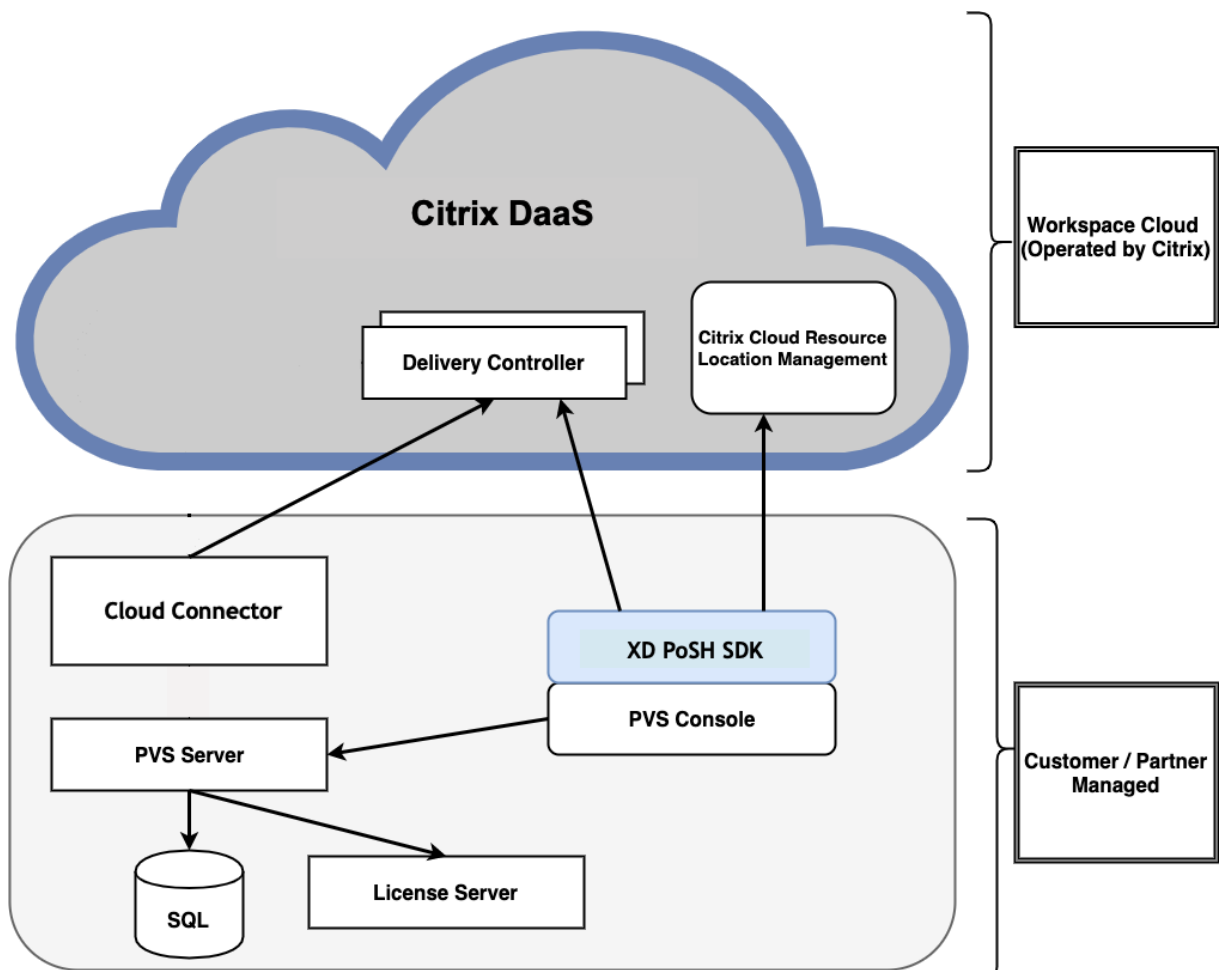 Citrix DaaS
Workspace Cloud
(Operated by Citrix)
Citrix Cloud Resource
Location Management
Delivery Controller
Cloud Connector
XD PoSH SDK
PVS Console
PVS Server
Customer / Partner
Managed
License Server
SQL